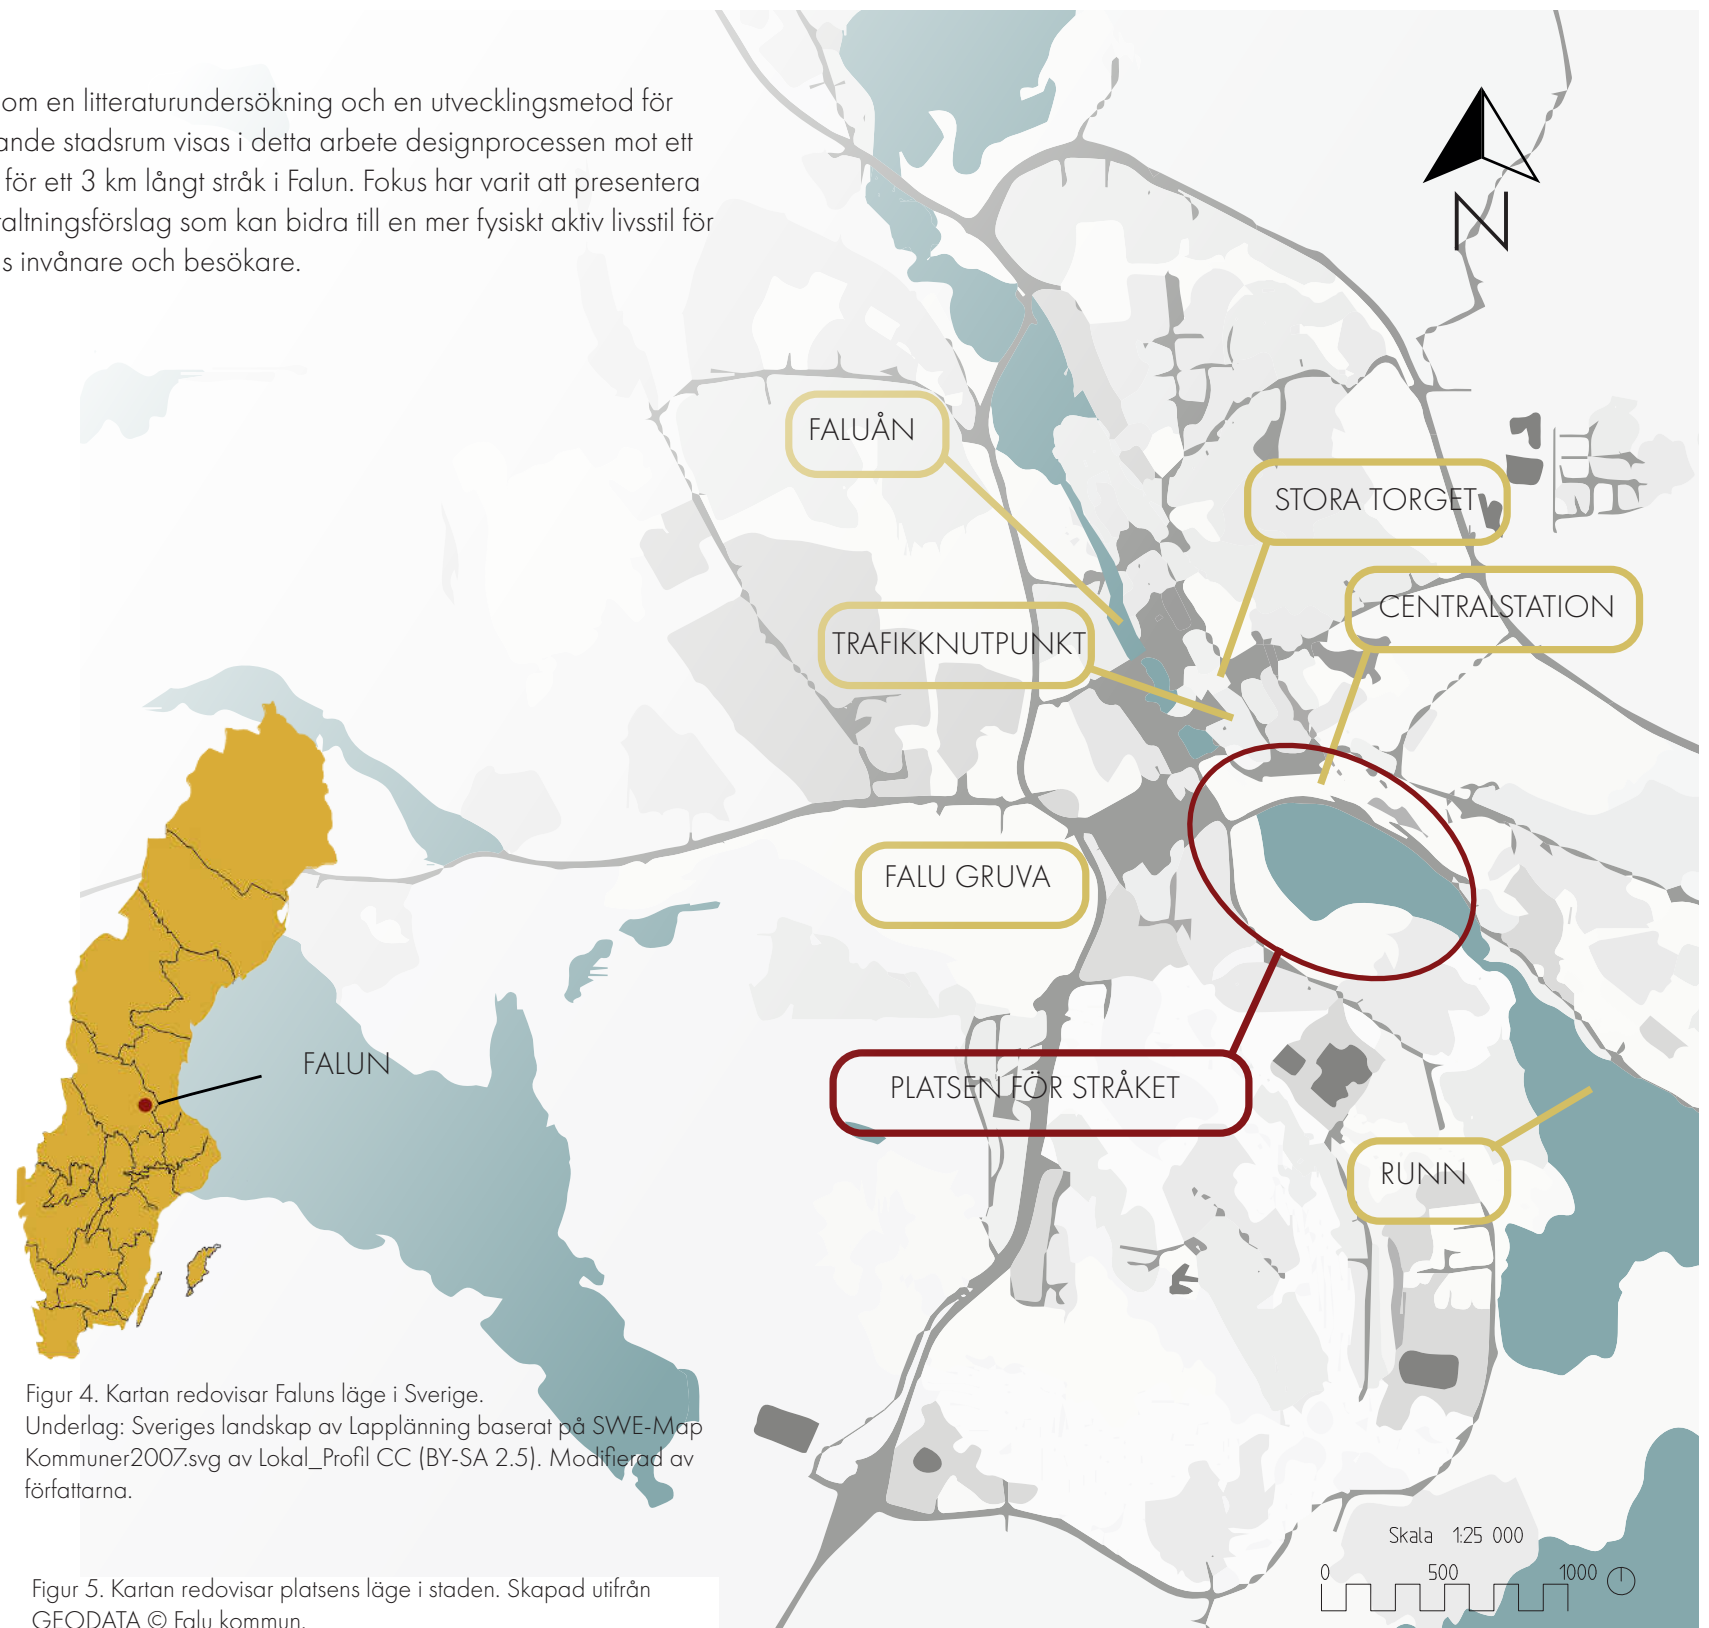 om en litteraturundersökning och en utvecklingsmetod för
ande stadsrum visas i detta arbete designprocessen mot ett
för ett 3 km långt stråk i Falun. Fokus har varit att presentera
altningsförslag som kan bidra till en mer fysiskt aktiv livsstil för
s invånare och besökare.
N
FALUÅN
STORA TORGET
CENTRALSTATION
TRAFIKKNUTPUNKT
FALU GRUVA
FALUN
PLATSEN FÖR STRÅKET
RUNN
Figur 4. Kartan redovisar Faluns läge i Sverige.
Underlag: Sveriges landskap av Lapplänning baserat på SWE-Map
Kommuner2007.svg av Lokal_Profil CC (BY-SA 2.5). Modifierad av
författarna.
Skala 1:25 000
0 500 1000
Figur 5. Kartan redovisar platsens läge i staden. Skapad utifrån
GEODATA © Falu kommun.